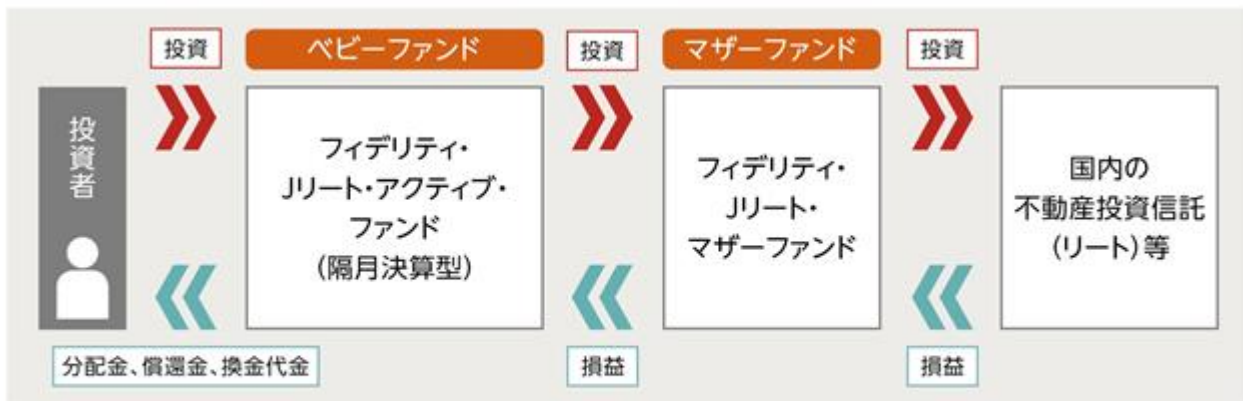 投資
ベビーファンド
投資
マザーファンド
投資
投資者
フィデリティ・
Jリート・アクティブ・
ファンド
(隔月決算型)
フィデリティ・
Jリート・
マザーファンド
国内の
不動産投資信託
(リート)等
分配金、償還金、換金代金
損益
損益